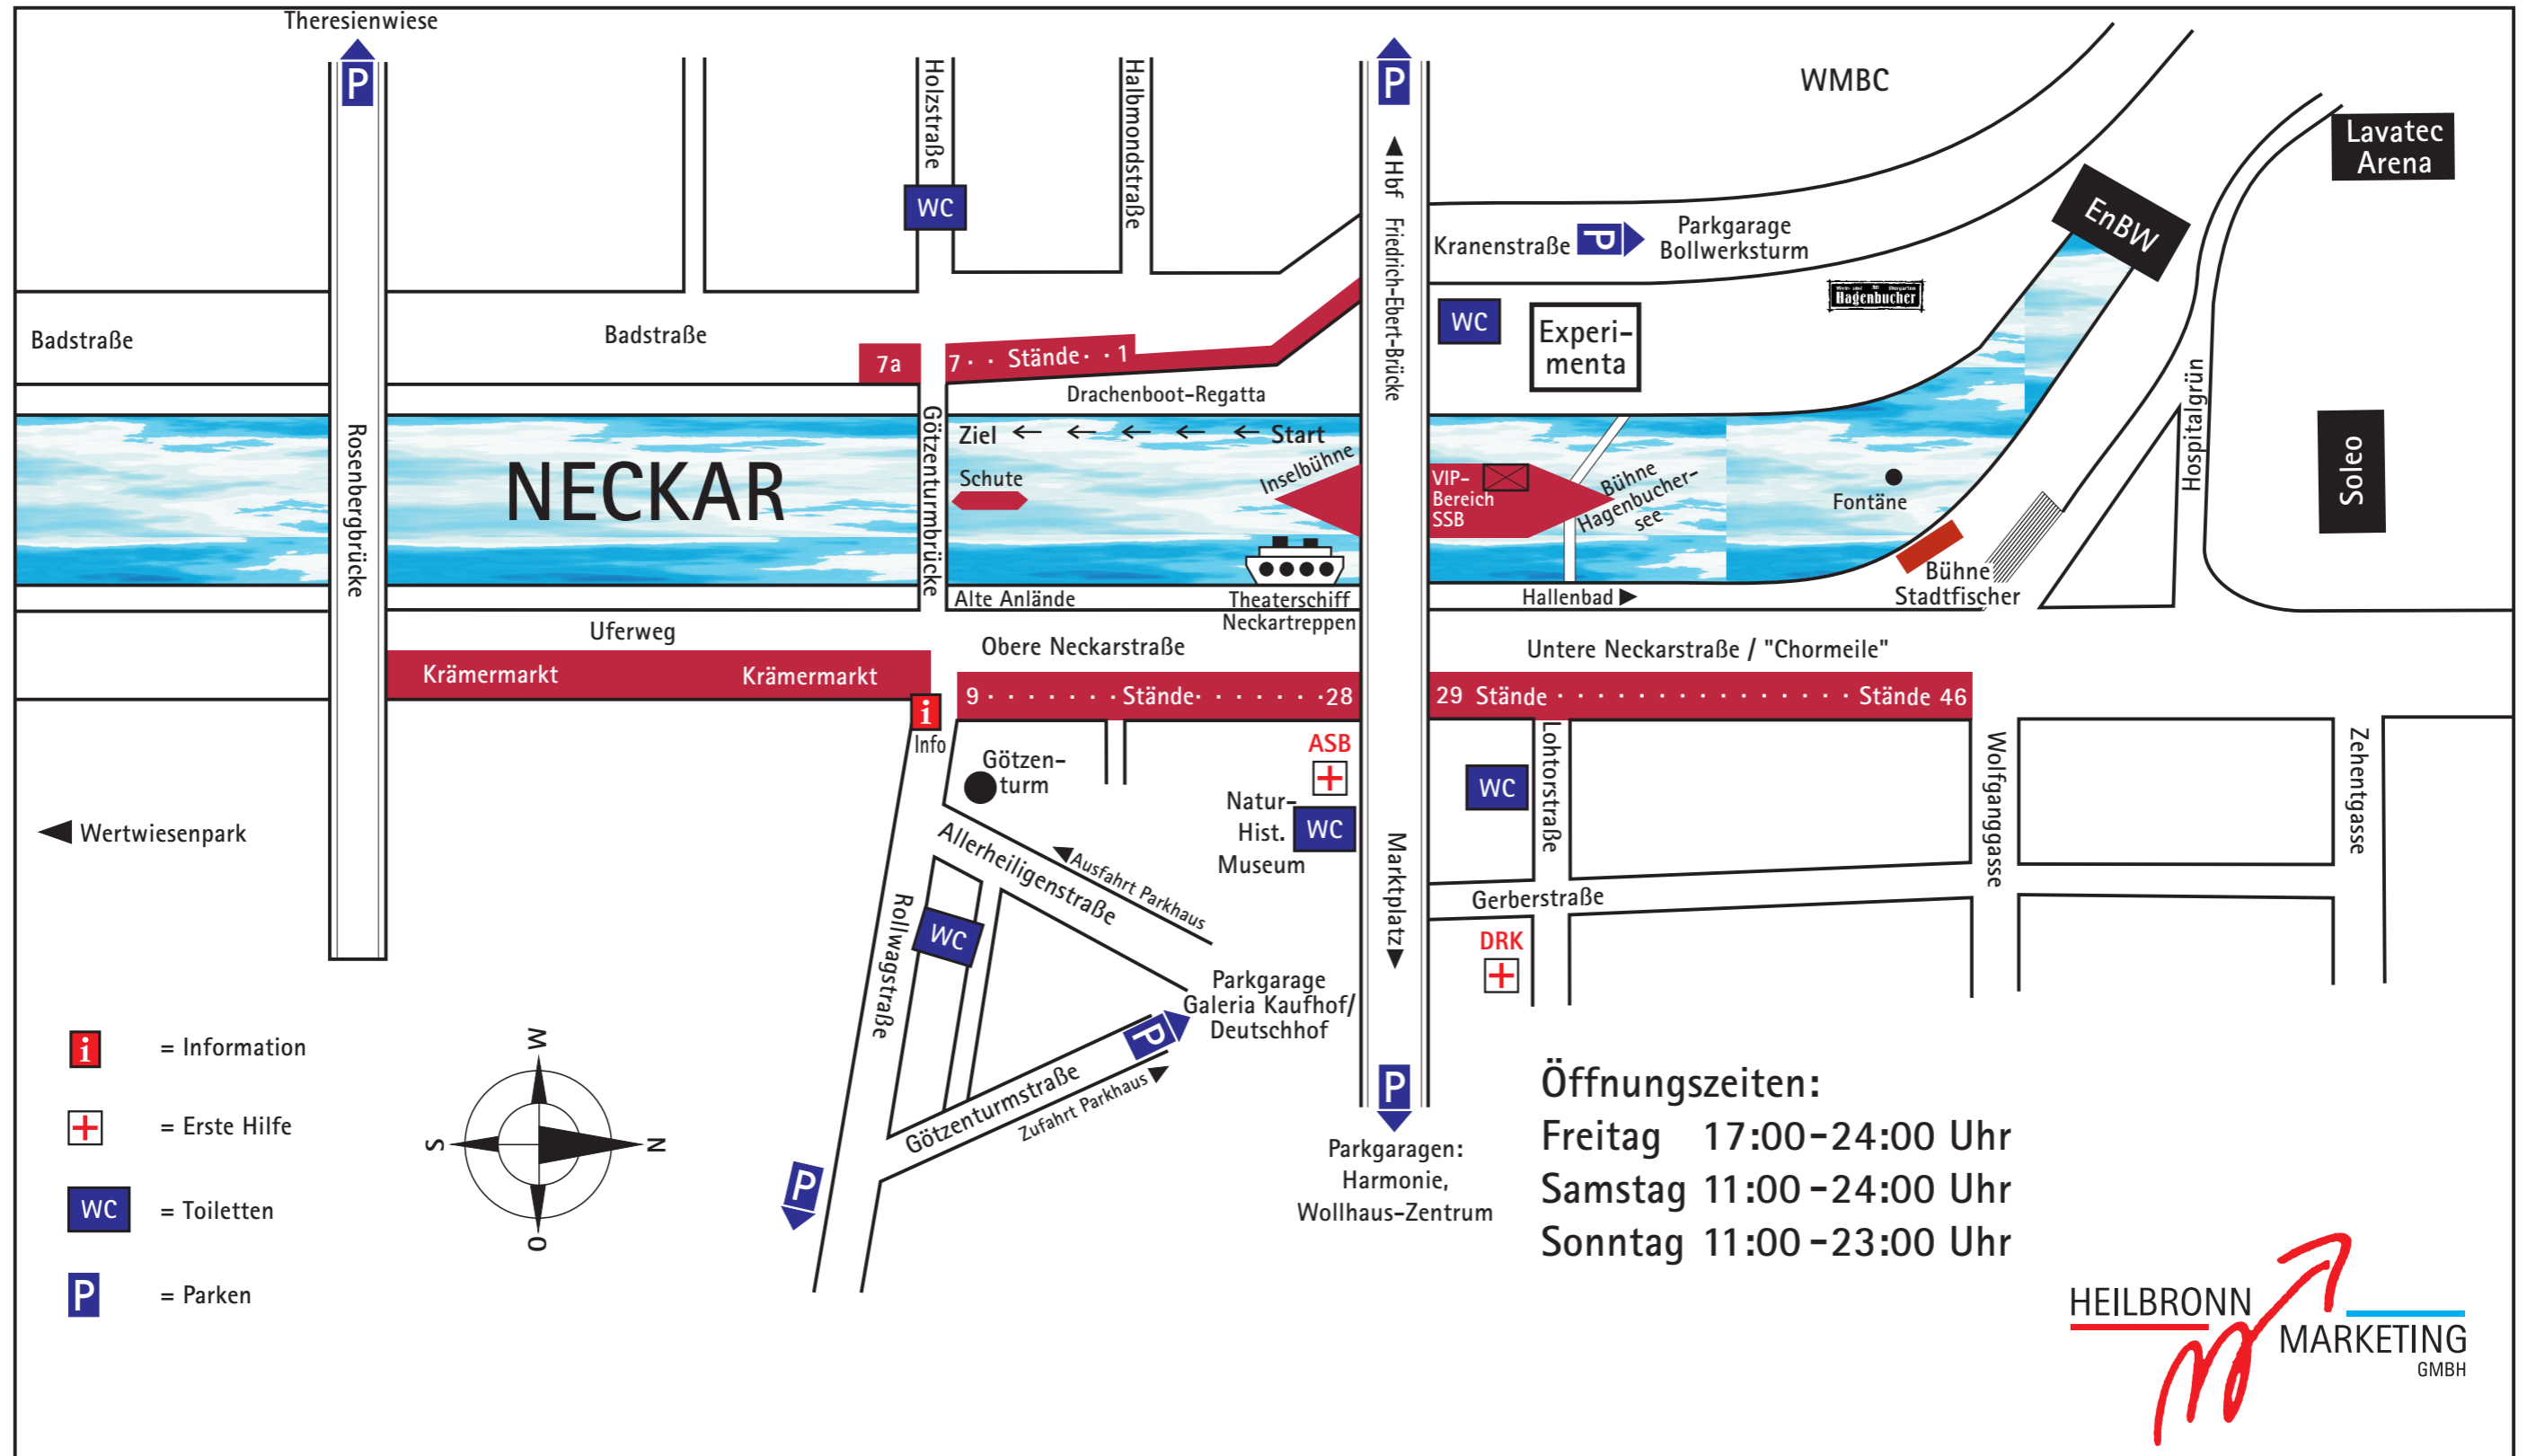 Theresienwiese
P
P
Holzstraße
Halbmondstraße
WMBC
Lavatec
Arena
WC
◄Hbf Friedrich-Ebert-Brücke
Kranenstraße
P
Parkgarage
Bollwerksturm
EnBW
Hagenbucher
WC
Experi-
menta
Badstraße
Badstraße
7a
7 · · Stände · · 1
Drachenboot-Regatta
Hospitalgrün
Soleo
Rosenbergbrücke
NECKAR
Götzenturmbrücke
Ziel ← ← ← ← ← Start
Schute
Inselbühne
VIP-
Bereich
SSB
Bühne
Hagenbucher-
see
Fontäne
Bühne
Stadtfischer
Alte Anlände
Theaterschiff
Neckartreppen
Hallenbad ►
Uferweg
Obere Neckarstraße
Untere Neckarstraße / "Chormeile"
Krämermarkt
Krämermarkt
9 · · · · · · · Stände · · · · · · · 28
29 Stände · · · · · · · · · · · · · · · Stände 46
i
Info
Götzen-
turm
ASB
Natur-
Hist.
Museum
WC
WC
Lohtorstraße
Wolfganggasse
Zehentgasse
◄ Wertwiesenpark
Allerheiligenstraße
◄Ausfahrt Parkhaus
Marktplatz►
Gerberstraße
Rollwagstraße
WC
DRK
Parkgarage
Galeria Kaufhof/
Deutschhof
P
Götzenturmstraße
Zufahrt Parkhaus ►
P
P
Parkgaragen:
Harmonie,
Wollhaus-Zentrum
i = Information
= Erste Hilfe
WC = Toiletten
P = Parken
W
S
N
O
Öffnungszeiten:
Freitag 17:00-24:00 Uhr
Samstag 11:00-24:00 Uhr
Sonntag 11:00-23:00 Uhr
HEILBRONN
MARKETING
GMBH